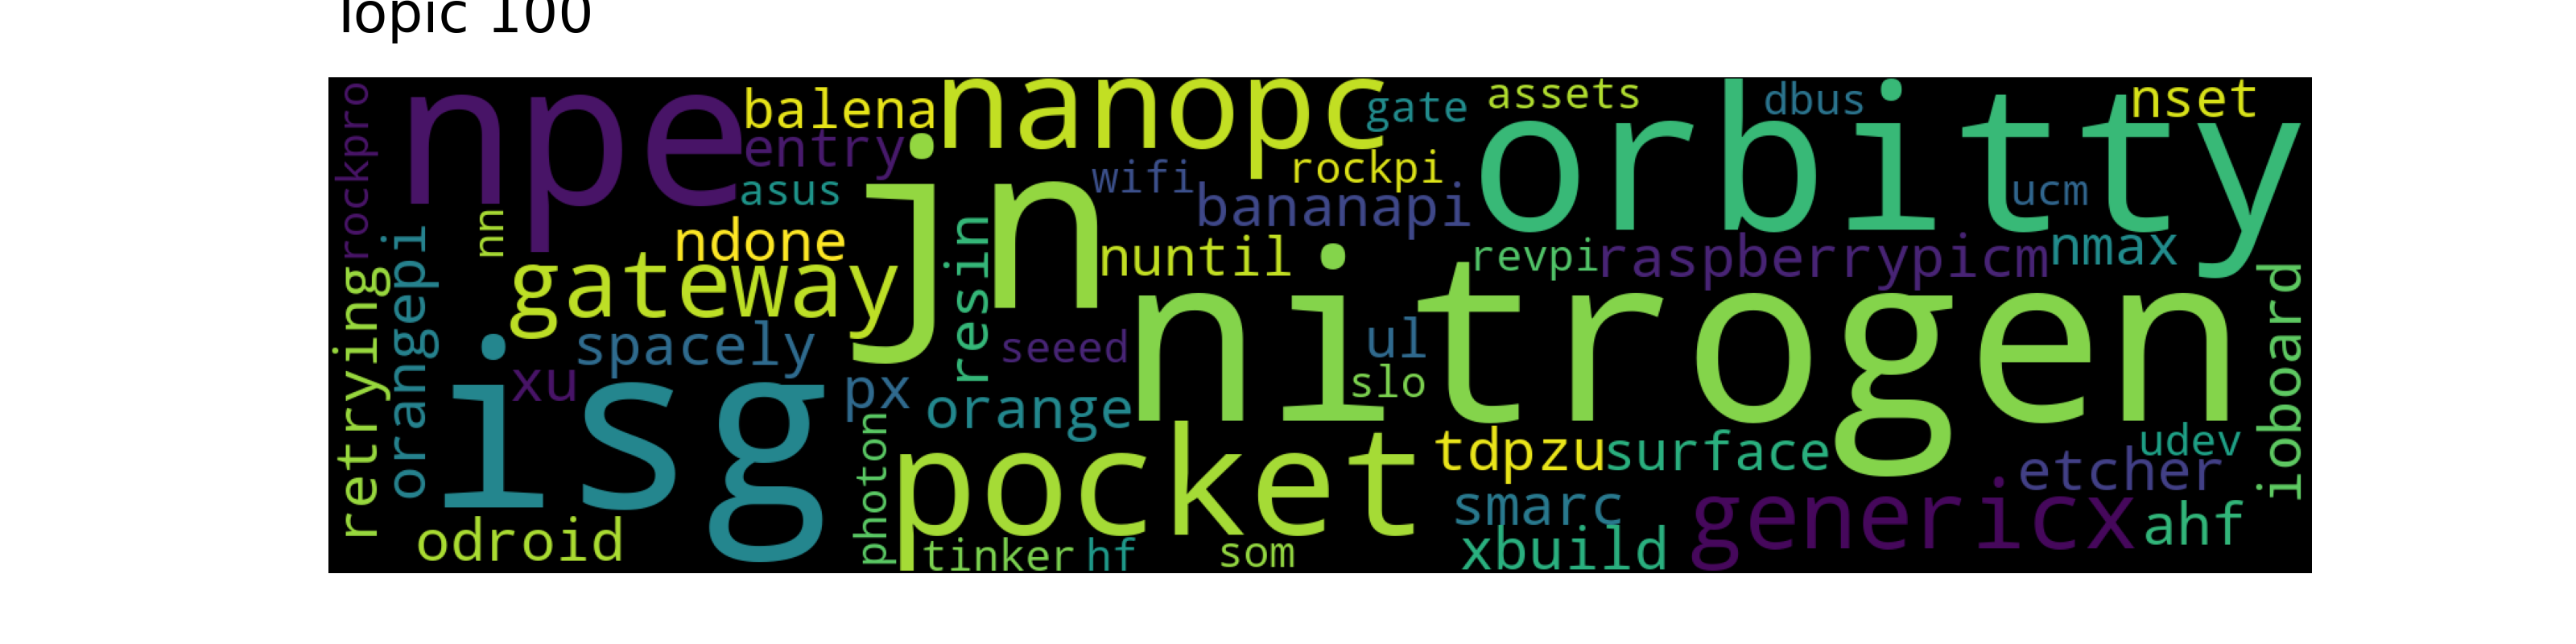 Topic 100
rockpro
npe
balena
nanopc
gate
assets
dbus
nset
entry
orbitty
asus
jn
wifi
rockpi
ucm
bananapi
nn
ndone
resin
nuntil
revpi
raspberrypicm
nmax
orangepi
gateway
nitrogen
retrying
spacely
seeed
ul
ioboard
xu
px
slo
isg
orange
photon
pocket
tdpzu
surface
udev
etcher
smarc
genericx
ahf
odroid
tinker
hf
som
xbuild